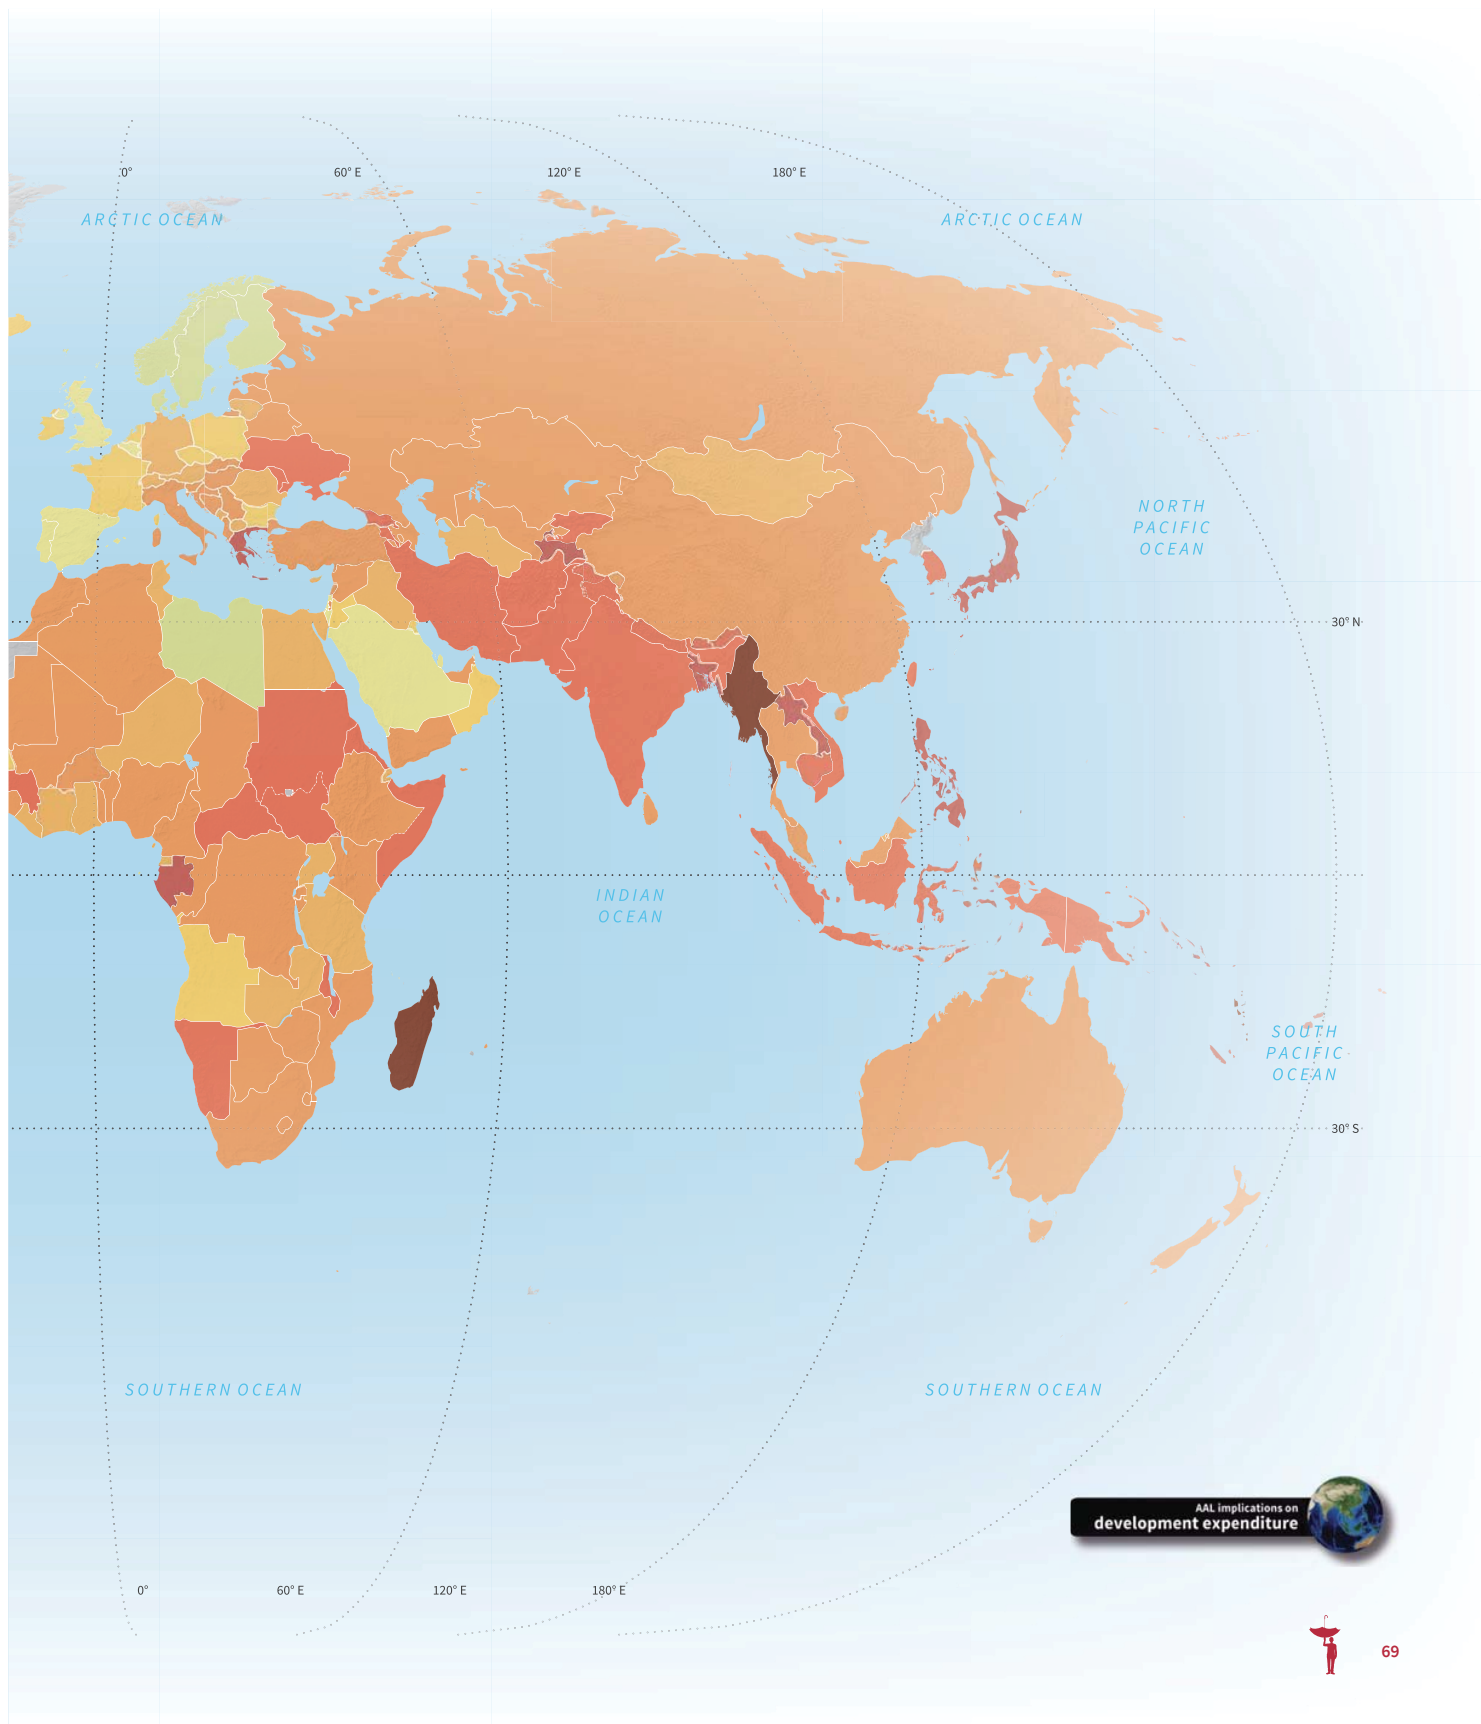 0°
60° E
120° E
180° E
ARCTIC OCEAN
ARCTIC OCEAN
NORTH
PACIFIC
OCEAN
30° N
INDIAN
OCEAN
SOUTH
PACIFIC
OCEAN
30° S
SOUTHERN OCEAN
SOUTHERN OCEAN
AAL implications on
development expenditure
0°
60° E
120° E
180° E
69